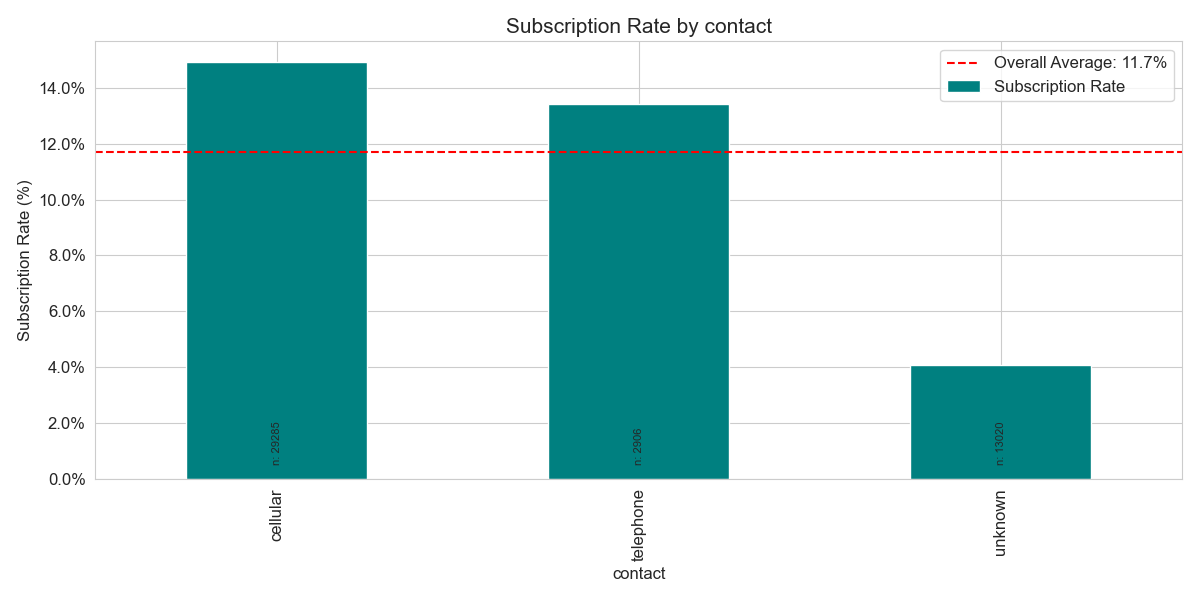 Subscription Rate by contact
Overall Average: 11.7%
Subscription Rate
Subscription Rate (%)
14.0%
12.0%
10.0%
8.0%
6.0%
4.0%
2.0%
0.0%
n: 29285
n: 2906
n: 13020
cellular
telephone
unknown
contact